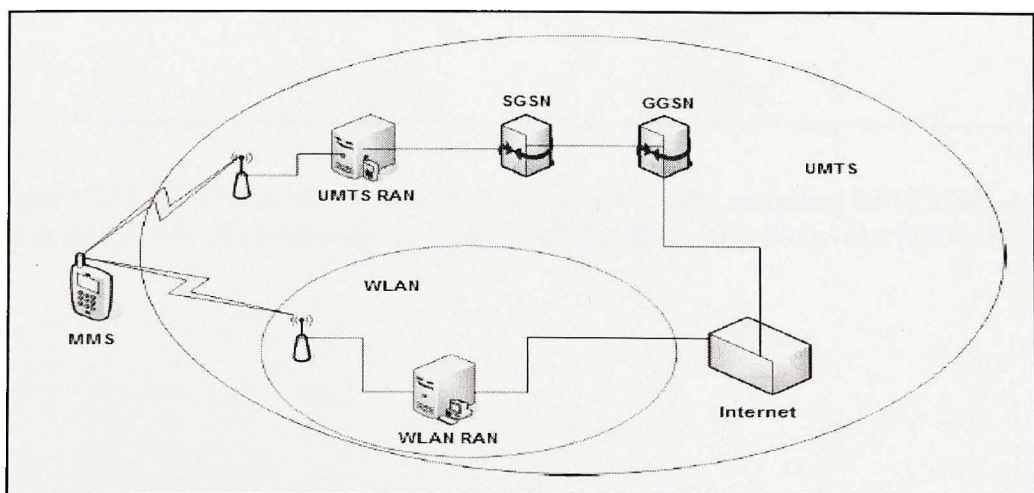 SGSN
GGSN
UMTS RAN
UMTS
WLAN
MMS
WLAN RAN
Internet